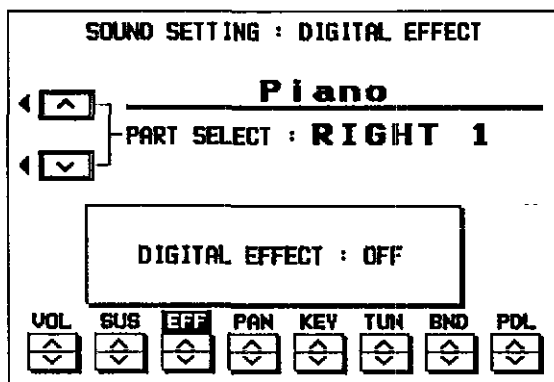 SOUND SETTING : DIGITAL EFFECT
Piano
PART SELECT : RIGHT 1
DIGITAL EFFECT : OFF
VOL SUS EFF PAN KEY TUN BND PDL